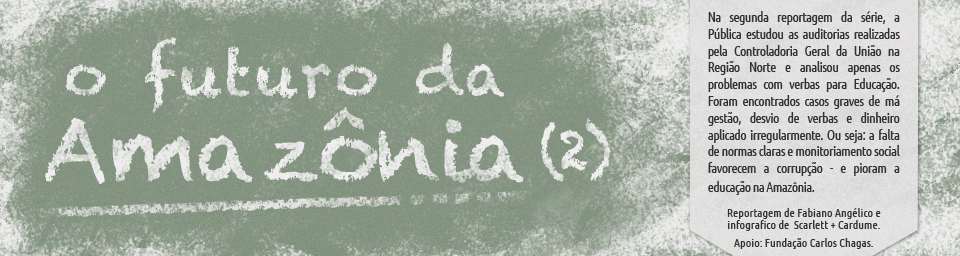 o futuro da
Amazônia (2)
Na segunda reportagem da série, a
Pública estudou as auditorias realizadas
pela Controladoria Geral da União na
Região Norte e analisou apenas os
problemas com verbas para Educação.
Foram encontrados casos graves de má
gestão, desvio de verbas e dinheiro
aplicado irregularmente. Ou seja: a falta
de normas claras e monitoriamento social
favorecem a corrupção - e pioram a
educação na Amazônia.
Reportagem de Fabiano Angélico e
infografico de Scarlett + Cardume.
Apoio: Fundação Carlos Chagas.